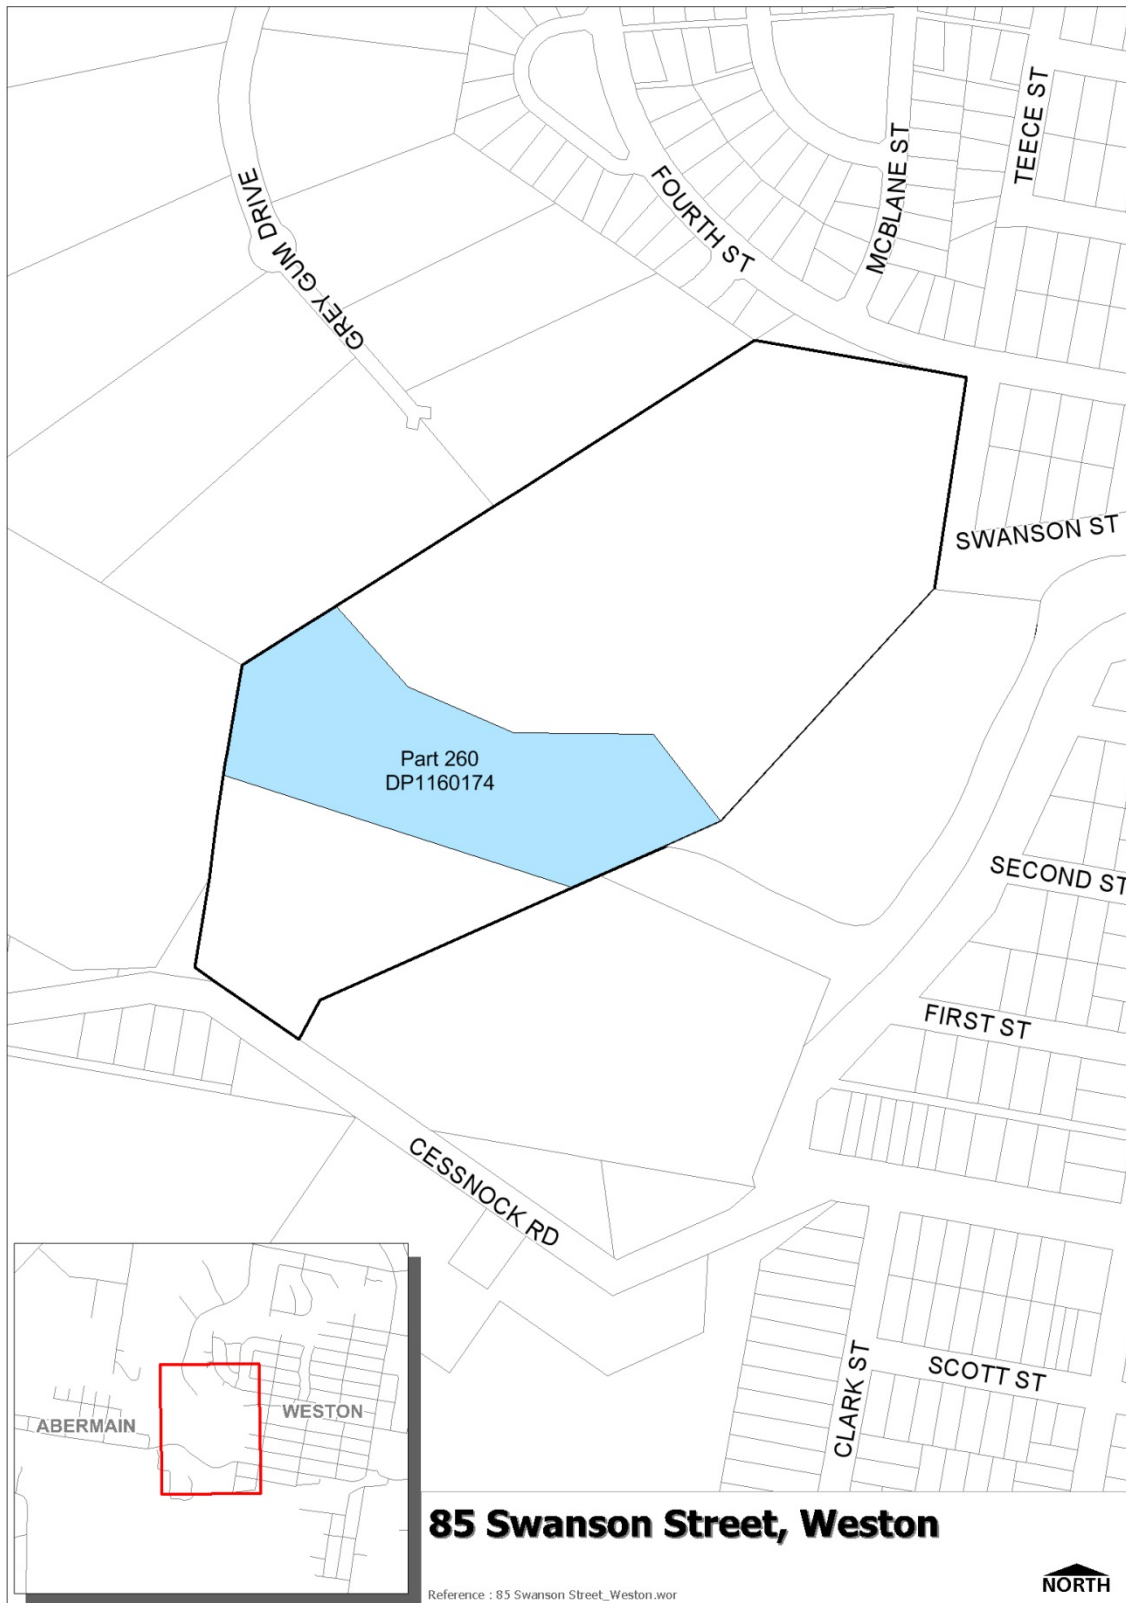 TEECE ST
MCBLANE ST
FOURTH ST
GREY GUM DRIVE
SWANSON ST
Part 260
DP1160174
SECOND ST
FIRST ST
CESSNOCK RD
SCOTT ST
CLARK ST
ABERMAIN
WESTON
85 Swanson Street, Weston
Reference : 85 Swanson Street_Weston.wor
NORTH